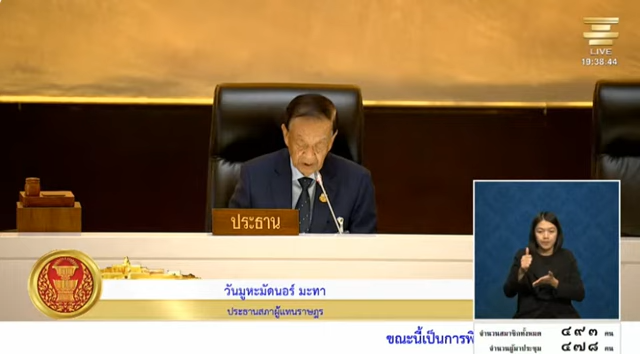 LIVE
19:38:44
ประธาน
วันมูหะมัดนอร์ มะทา
ประธานสภาผู้แทนราษฎร
ขณะนี้เป็นการ
จำนวนสมาชิกทั้งหมด ๔๙๓ คน
จำนวนผู้มาประชุม ๔๗๘ คน